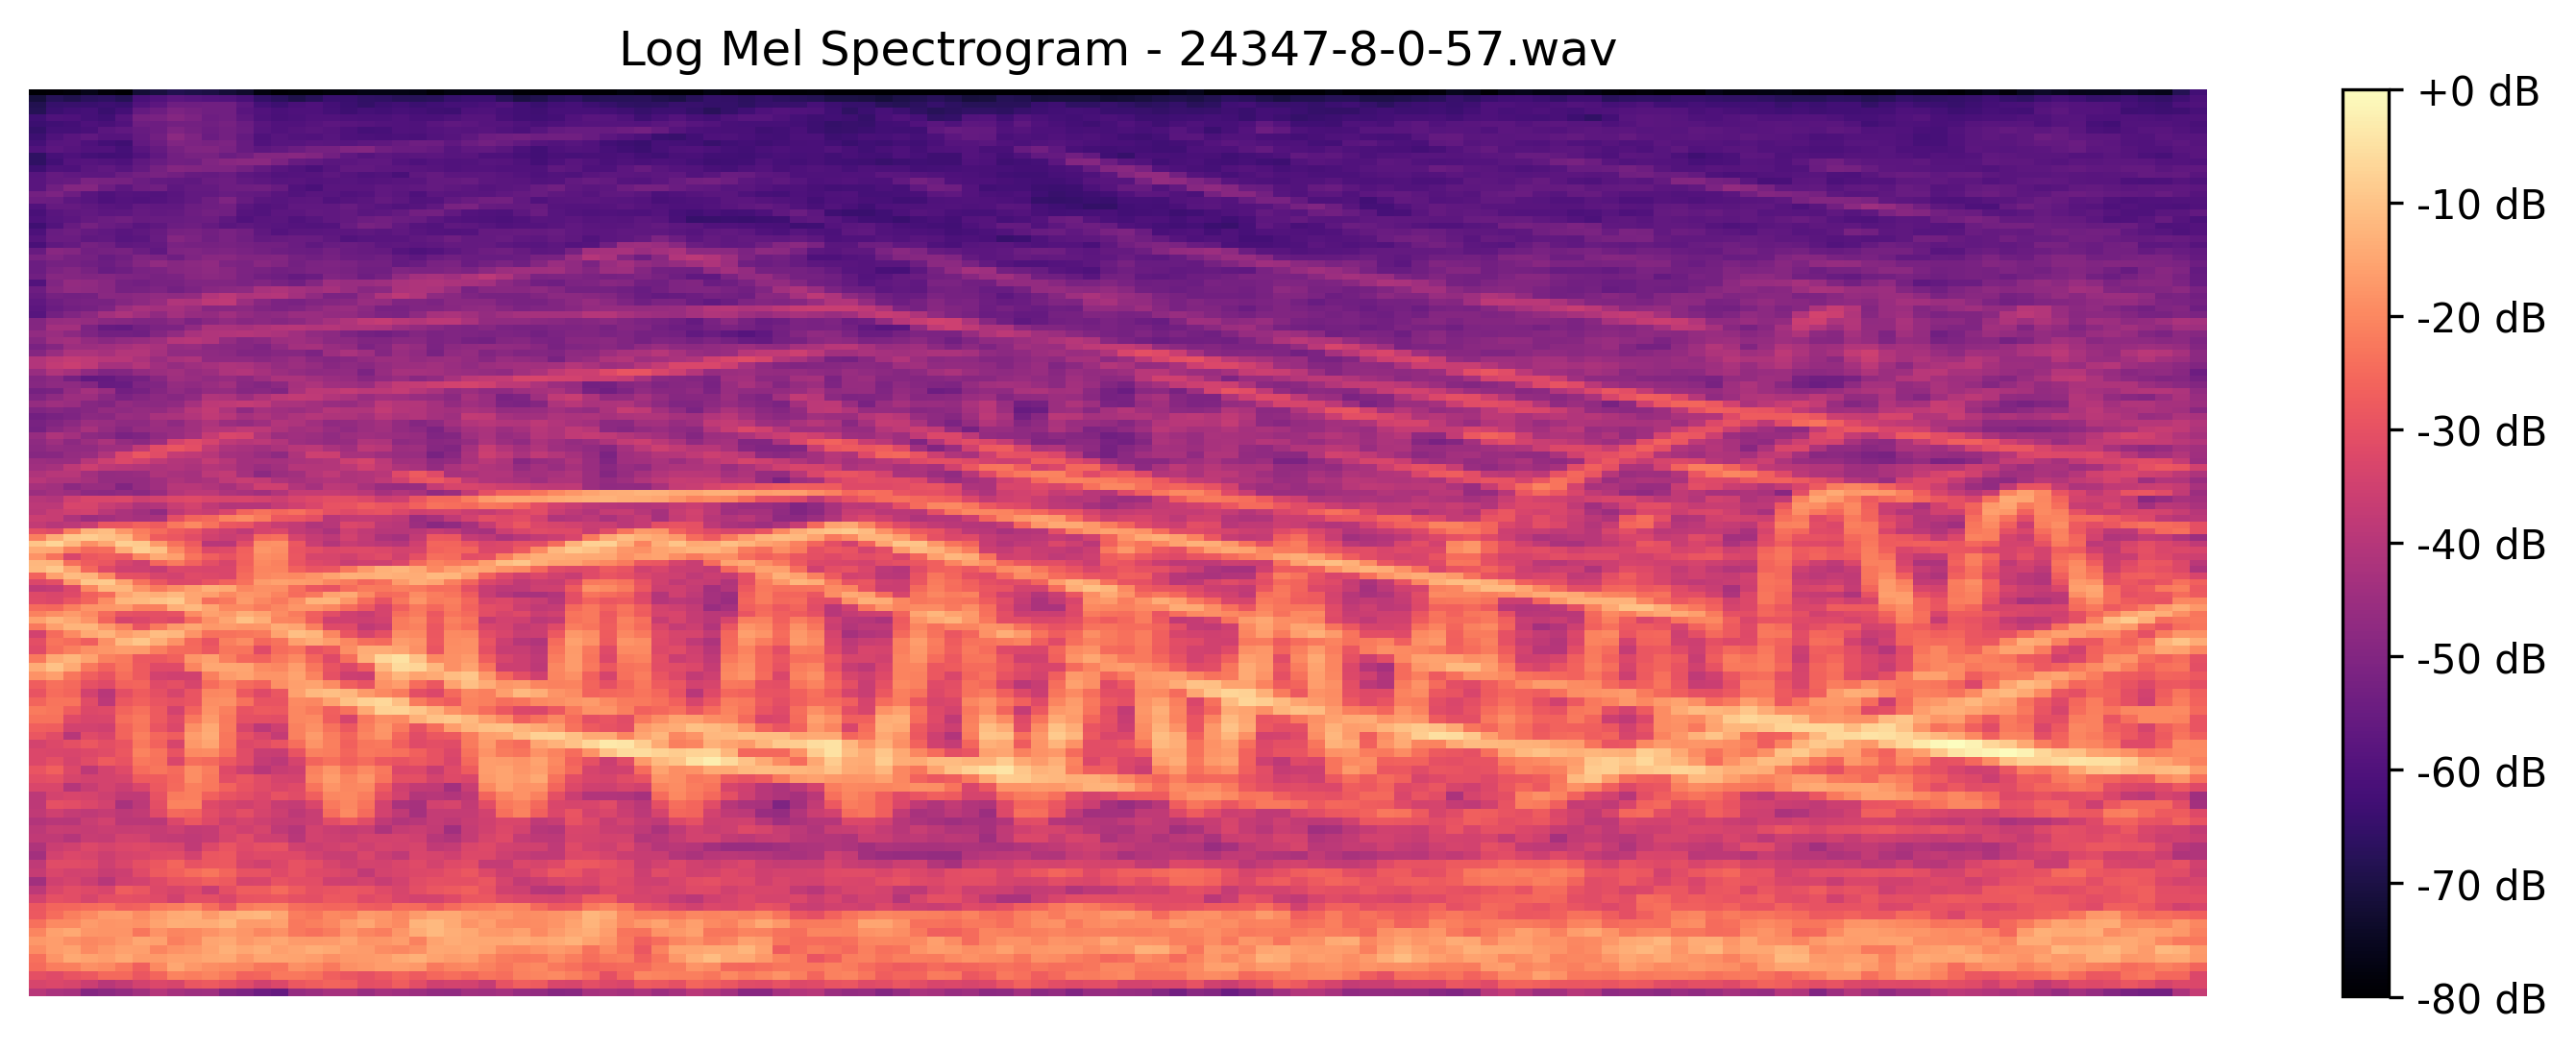 Log Mel Spectrogram - 24347-8-0-57.wav
+0 dB
-10 dB
-20 dB
-30 dB
-40 dB
-50 dB
-60 dB
-70 dB
-80 dB